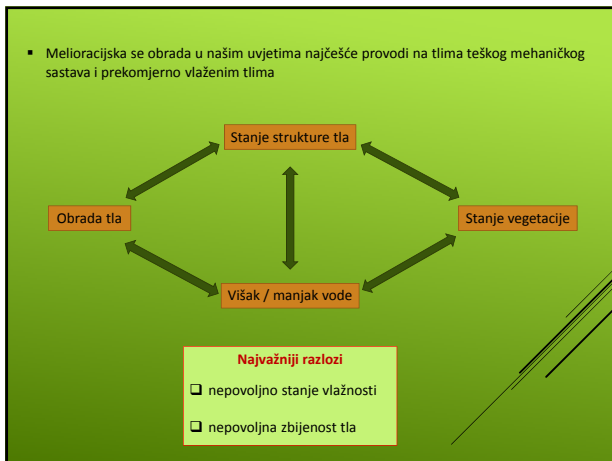 ▪ Melioracijska se obrada u našim uvjetima najčešće provodi na tlima teškog mehaničkog
sastava i prekomjerno vlaženim tlima
Stanje strukture tla
Obrada tla
Stanje vegetacije
Višak / manjak vode
Najvažniji razlozi
❑ nepovoljno stanje vlažnosti
❑ nepovoljna zbijenost tla